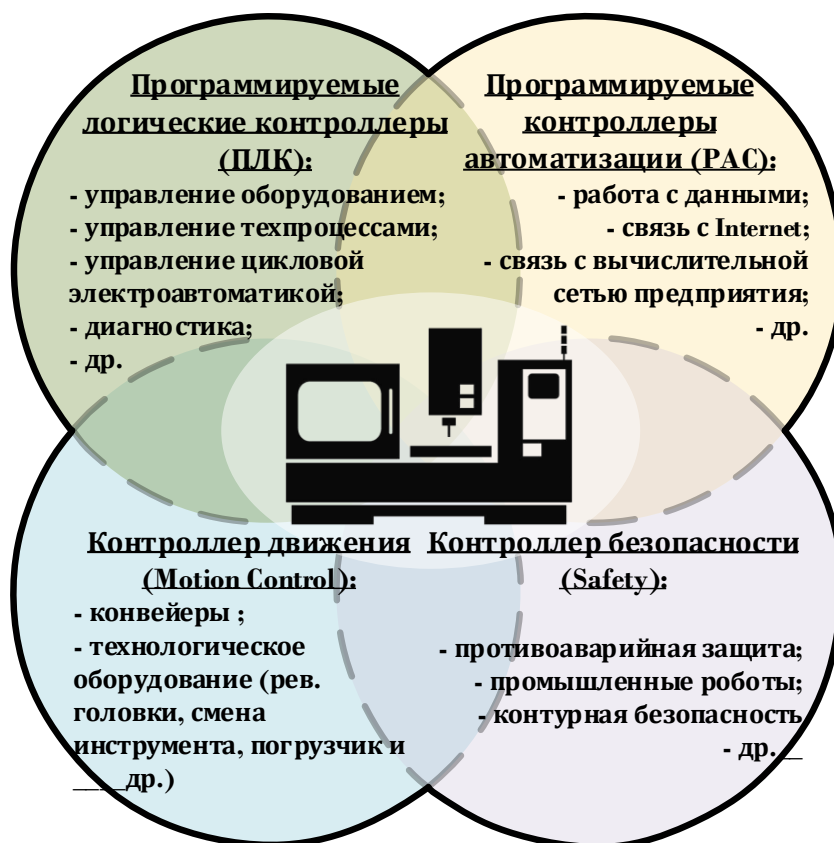 Программируемые
логические контроллеры
(ПЛК):
- управление оборудованием;
- управление техпроцессами;
- управление цикловой
электроавтоматикой;
- диагностика;
- др.
Программируемые
контроллеры
автоматизации (PAC):
- работа с данными;
- связь с Internet;
- связь с вычислительной
сетью предприятия;
- др.
Контроллер движения
(Motion Control):
- конвейеры ;
- технологическое
оборудование (рев.
головки, смена
инструмента, погрузчик и
____др.)
Контроллер безопасности
(Safety):
- противоаварийная защита;
- промышленные роботы;
- контурная безопасность
- др.__